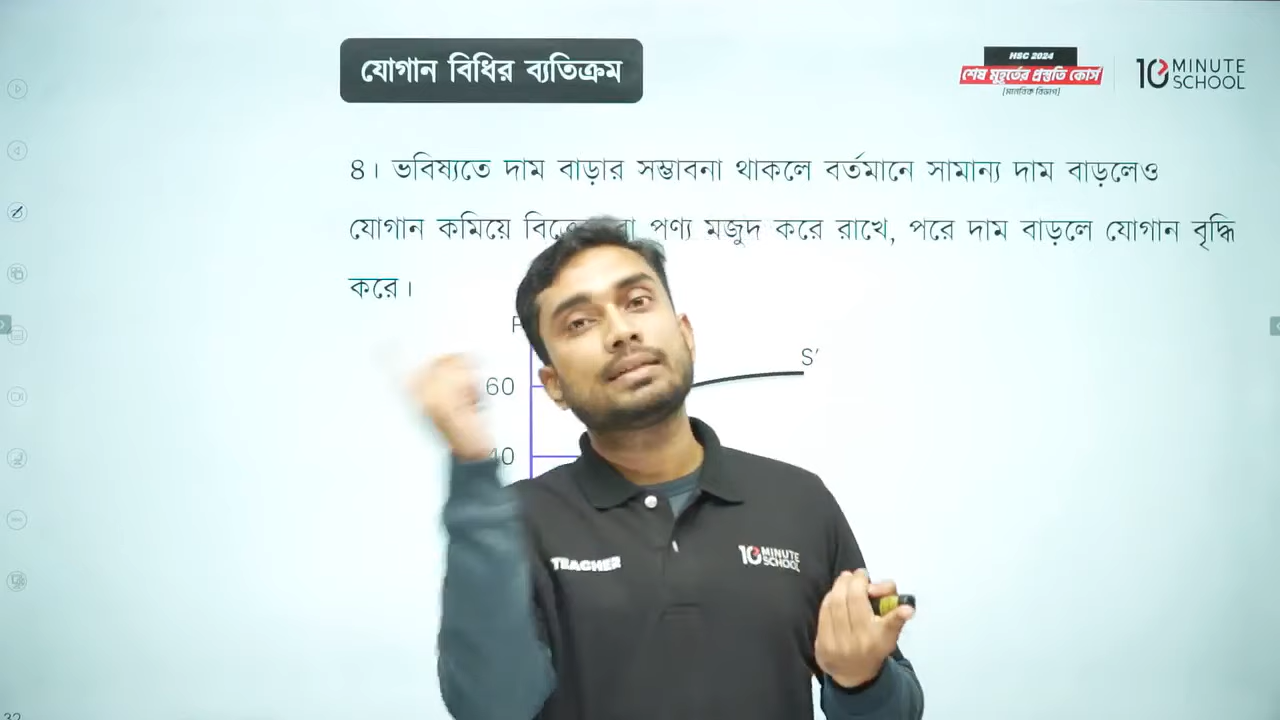 যোগান বিধির ব্যতিক্রম
HSC 2024
শেষ মুহূর্তের প্রস্তুতি কোর্স
[মানবিক বিভাগ]
10 MINUTE SCHOOL
৪। ভবিষ্যতে দাম বাড়ার সম্ভাবনা থাকলে বর্তমানে সামান্য দাম বাড়লেও
যোগান কমিয়ে পণ্য মজুদ করে রাখে, পরে দাম বাড়লে যোগান বৃদ্ধি
করে।
S′
60
TEACHER
10 MINUTE SCHOOL